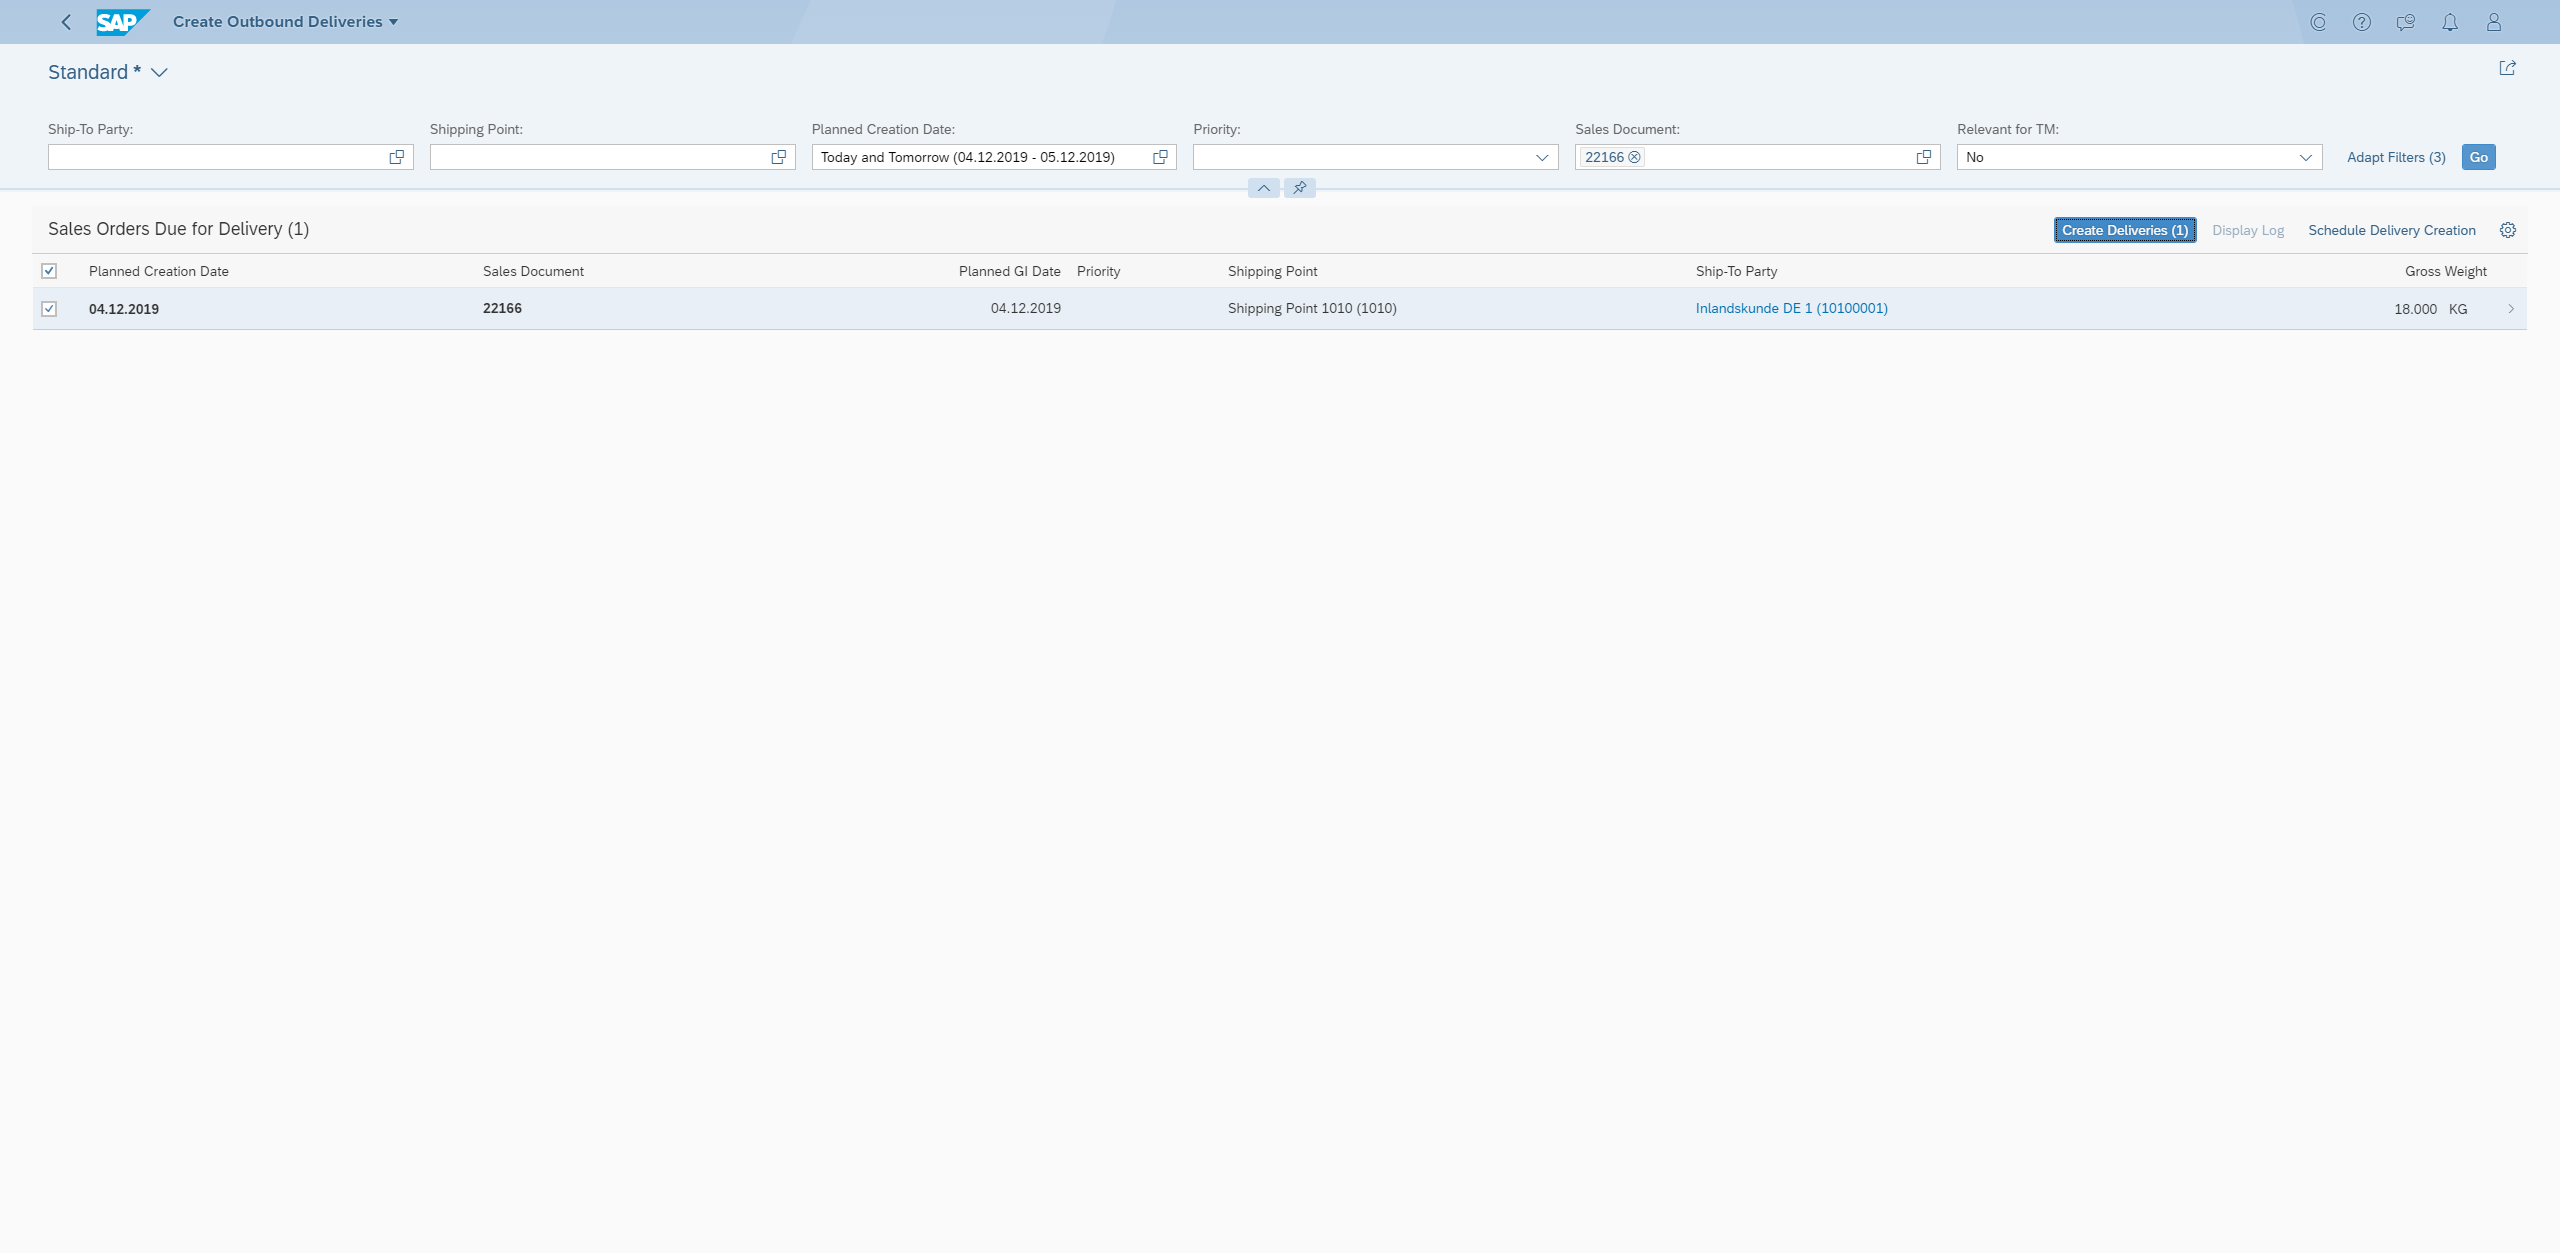 SAP Create Outbound Deliveries
Standard *
Ship-To Party: Shipping Point: Planned Creation Date: Priority: Sales Document: Relevant for TM:
Today and Tomorrow (04.12.2019 - 05.12.2019) 22166 No Adapt Filters (3) Go
Sales Orders Due for Delivery (1) Create Deliveries (1) Display Log Schedule Delivery Creation
Planned Creation Date Sales Document Planned GI Date Priority Shipping Point Ship-To Party Gross Weight
04.12.2019 22166 04.12.2019 Shipping Point 1010 (1010) Inlandskunde DE 1 (10100001) 18.000 KG